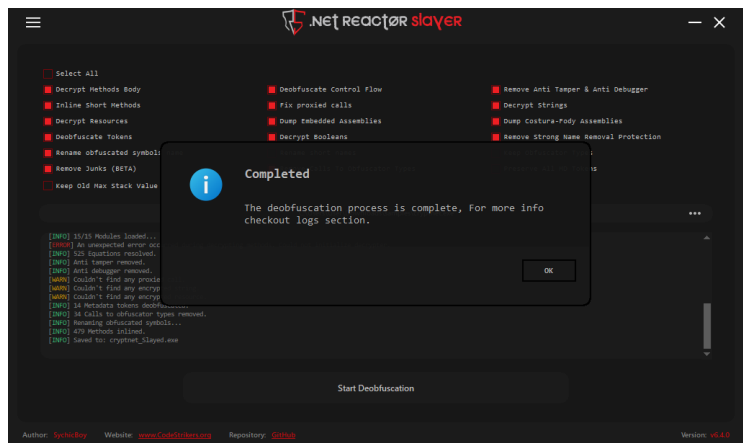 .NET REACTOR SLAYER
Select All
Decrypt Methods Body
Deobfuscate Control Flow
Remove Anti Tamper & Anti Debugger
Inline Short Methods
Fix proxied calls
Decrypt Strings
Decrypt Resources
Dump Embedded Assemblies
Dump Costura-Fody Assemblies
Deobfuscate Tokens
Decrypt Booleans
Remove Strong Name Removal Protection
Rename obfuscated symbols
Remove Junks (BETA)
Keep Old Max Stack Value
Completed
The deobfuscation process is complete, For more info
checkout logs section.
OK
[INFO] 15/15 Modules loaded...
[ERROR] An unexpected error occ
[INFO] 525 Equations resolved.
[INFO] Anti tamper removed.
[INFO] Anti debugger removed.
[WARN] Couldn't find any proxie
[WARN] Couldn't find any encryp
[WARN] Couldn't find any encryp
[INFO] 14 Metadata tokens deobfuscated.
[INFO] 34 Calls to obfuscator types removed.
[INFO] Renaming obfuscated symbols...
[INFO] 479 Methods inlined.
[INFO] Saved to: cryptnet_Slayed.exe
Start Deobfuscation
Author: SychicBoy Website: www.CodeStrikers.org Repository: GitHub Version: v6.4.0